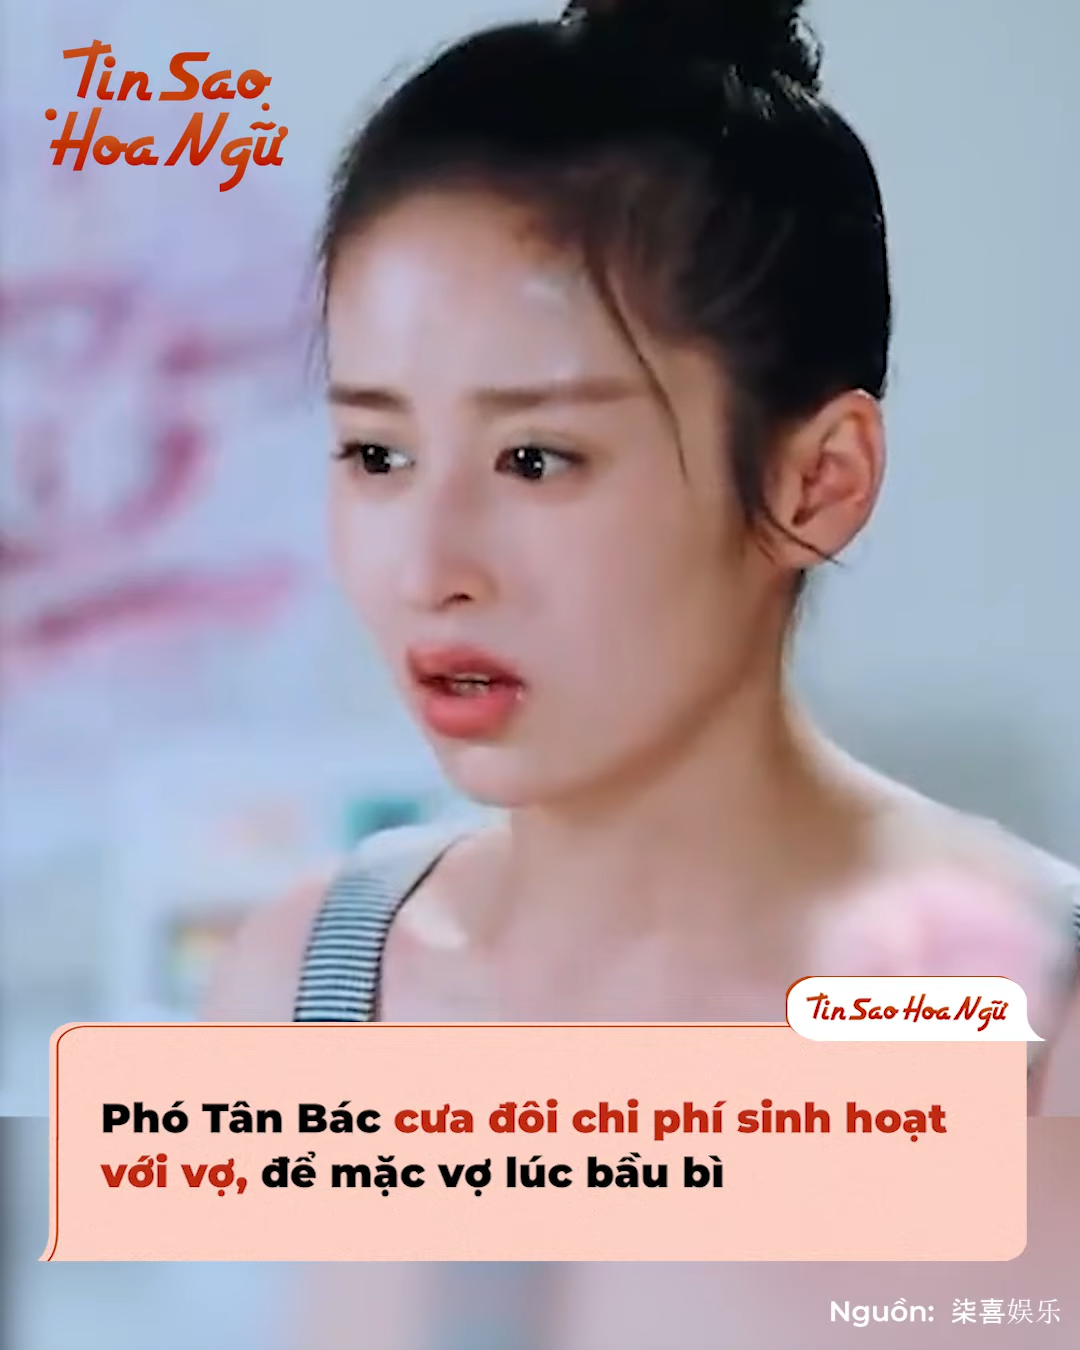 Tin Sao
Hoa Ngữ
Tin Sao Hoa Ngữ
Phó Tân Bác cưa đôi chi phí sinh hoạt
với vợ, để mặc vợ lúc bầu bì
Nguồn: 柒喜娱乐